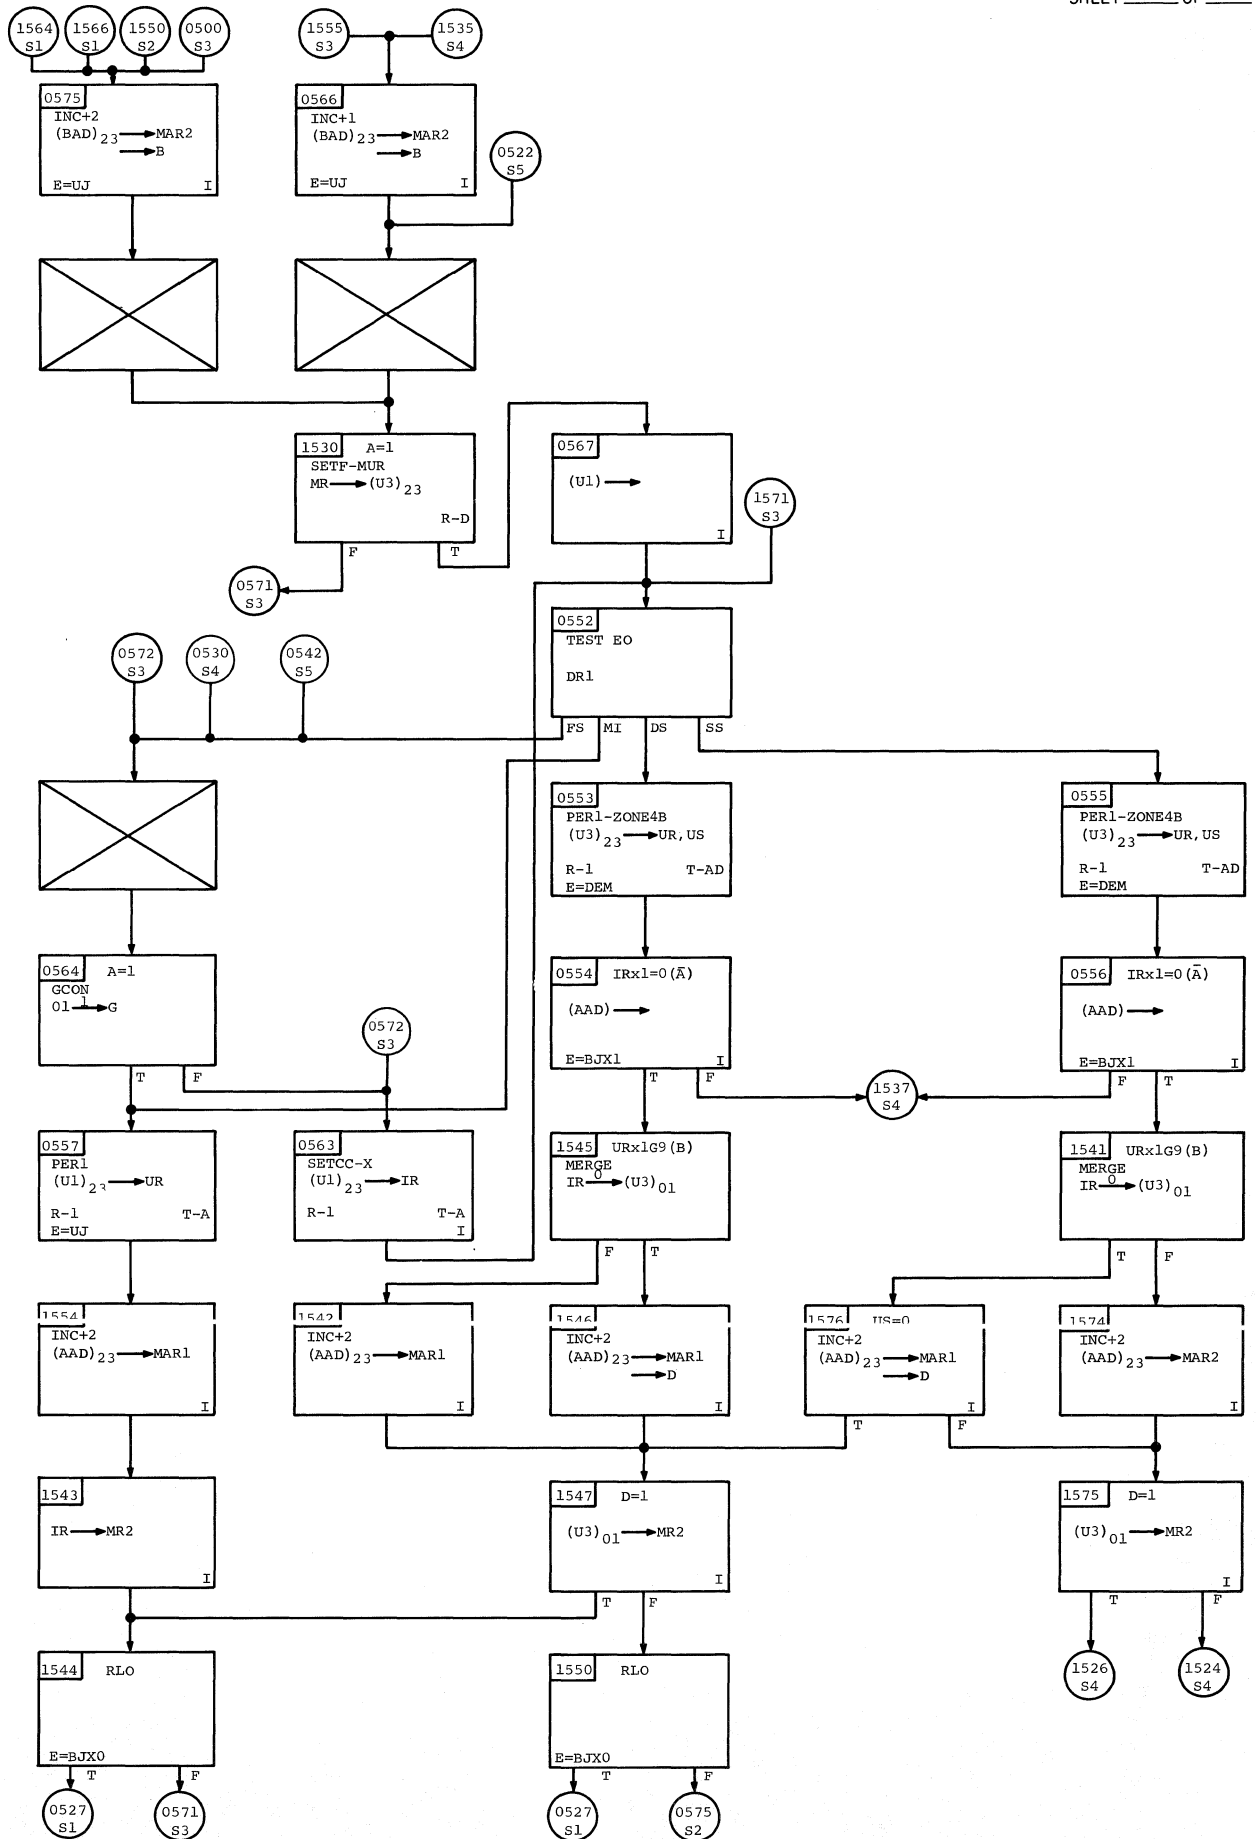 SHEET ____ OF ____
1564 S1
1566 S1
1550 S2
0500 S3
1555 S3
1535 S4
0575
INC+2
(BAD)23 → MAR2
→ B
E=UJ I
0566
INC+1
(BAD)23 → MAR2
→ B
E=UJ I
0522 S5
1530 A=1
SETF-MUR
MR → (U3)23
R-D
F T
0567
(U1) →
I
1571 S3
0571 S3
0552
TEST EO
DR1
FS MI DS SS
0572 S3
0530 S4
0542 S5
0553
PER1-ZONE4B
(U3)23 → UR,US
R-1 T-AD
E=DEM
0555
PER1-ZONE4B
(U3)23 → UR,US
R-1 T-AD
E=DEM
0564 A=1
GCON
01 1→ G
T F
0572 S3
0554 IRx1=0(Ā)
(AAD) →
E=BJX1 I
T F
0556 IRx1=0(Ā)
(AAD) →
E=BJX1 I
F T
1537 S4
0557
PER1
(U1)23 → UR
R-1 T-A
E=UJ
0563
SETCC-X
(U1)23 → IR
R-1 T-A
I
1545 URx1G9(B)
MERGE
IR 0→ (U3)01
F T
1541 URx1G9(B)
MERGE
IR 0→ (U3)01
T F
1554
INC+2
(AAD)23 → MAR1
I
1542
INC+2
(AAD)23 → MAR1
I
1546
INC+2
(AAD)23 → MAR1
→ D
I
1576 US=0
INC+2
(AAD)23 → MAR1
→ D
I
T F
1574
INC+2
(AAD)23 → MAR2
I
1543
IR → MR2
I
1547 D=1
(U3)01 → MR2
I
T F
1575 D=1
(U3)01 → MR2
I
T F
1544 RLO
E=BJX0
T F
1550 RLO
E=BJX0
T F
1526 S4
1524 S4
0527 S1
0571 S3
0527 S1
0575 S2